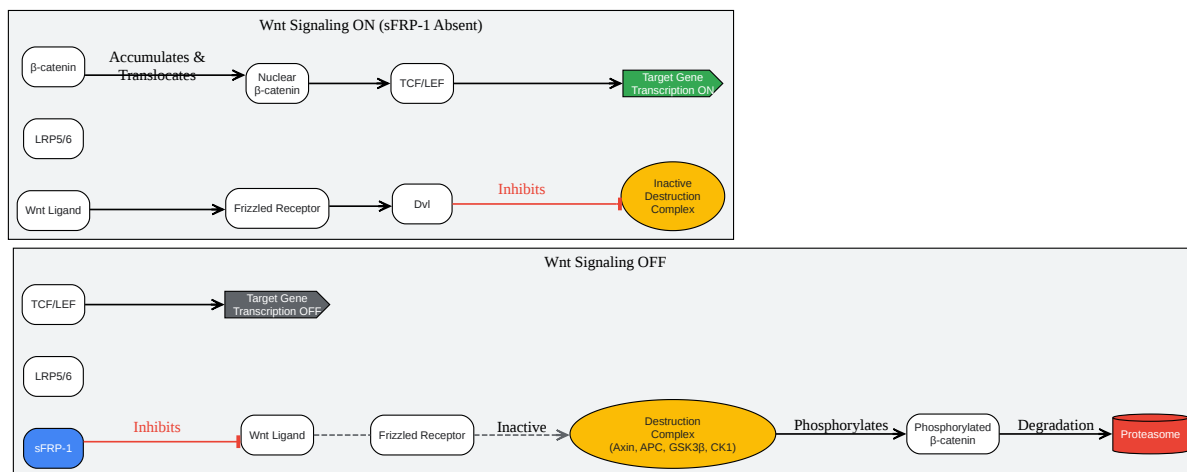 Wnt Signaling ON (sFRP-1 Absent)
β-catenin
Accumulates &
Translocates
Nuclear
β-catenin
TCF/LEF
Target Gene
Transcription ON
LRP5/6
Wnt Ligand
Frizzled Receptor
Dvl
Inhibits
Inactive
Destruction
Complex
Wnt Signaling OFF
TCF/LEF
Target Gene
Transcription OFF
LRP5/6
sFRP-1
Inhibits
Wnt Ligand
Frizzled Receptor
Inactive
Destruction
Complex
(Axin, APC, GSK3β, CK1)
Phosphorylates
Phosphorylated
β-catenin
Degradation
Proteasome